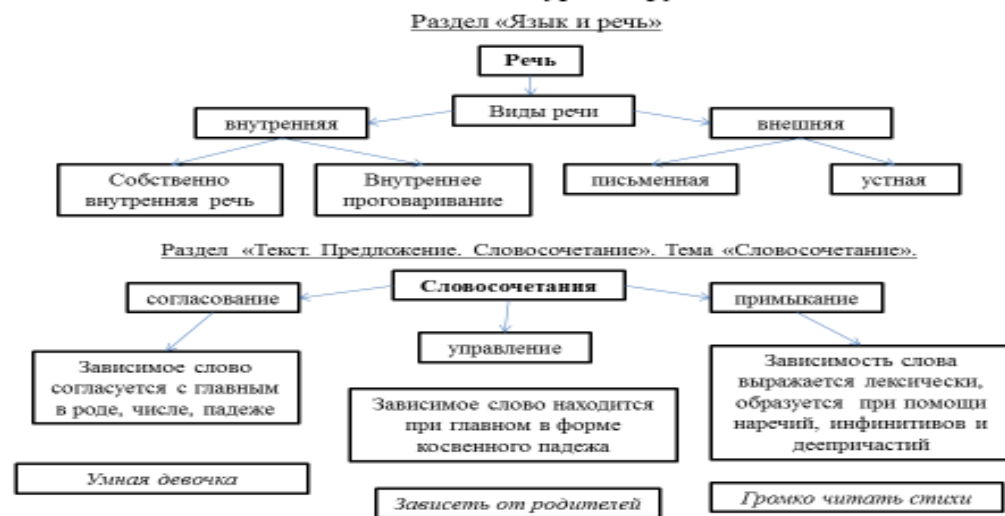 Раздел «Язык и речь»
Речь
Виды речи
внутренняя
внешняя
Собственно
внутренняя речь
Внутреннее
проговаривание
письменная
устная
Раздел «Текст. Предложение. Словосочетание». Тема «Словосочетание».
Словосочетания
согласование
управление
примыкание
Зависимое слово
согласуется с главным
в роде, числе, падеже
Зависимое слово находится
при главном в форме
косвенного падежа
Зависимость слова
выражается лексически,
образуется при помощи
наречий, инфинитивов и
деепричастий
Умная девочка
Зависеть от родителей
Громко читать стихи